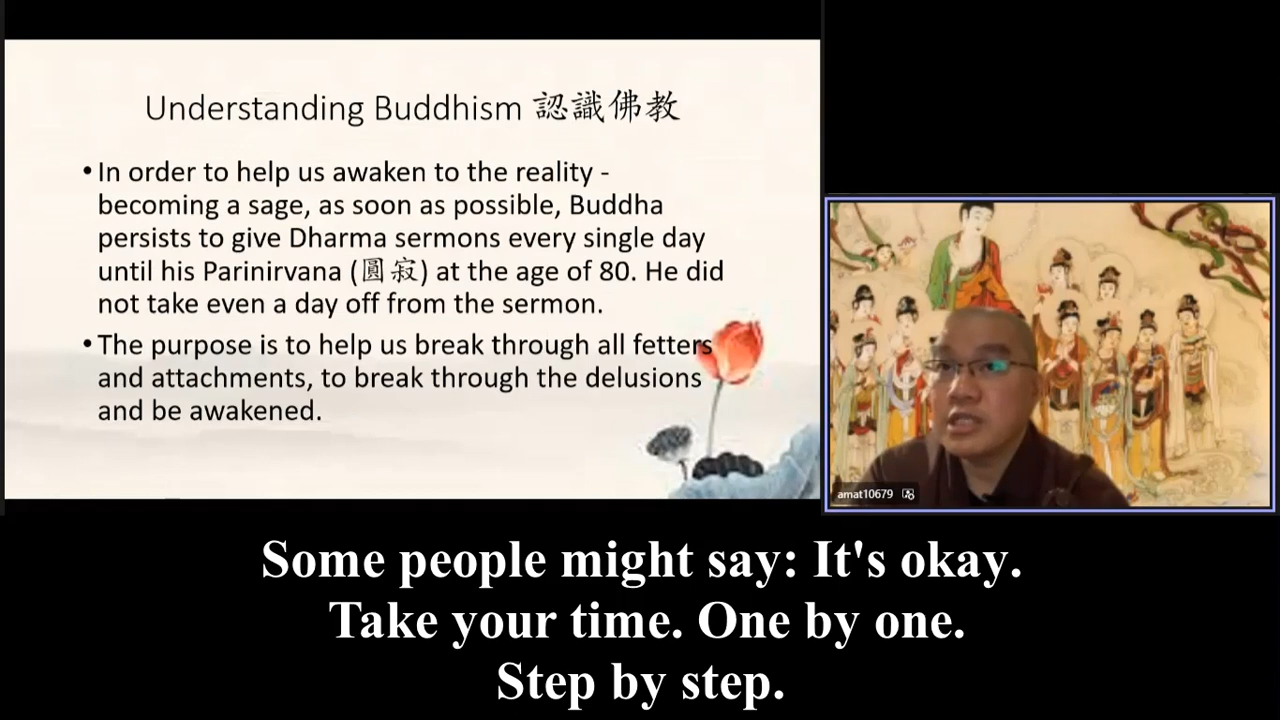 Understanding Buddhism 認識佛教
•In order to help us awaken to the reality -
becoming a sage, as soon as possible, Buddha
persists to give Dharma sermons every single day
until his Parinirvana (圓寂) at the age of 80. He did
not take even a day off from the sermon.
•The purpose is to help us break through all fetters
and attachments, to break through the delusions
and be awakened.
amat10679
Some people might say: It's okay.
Take your time. One by one.
Step by step.